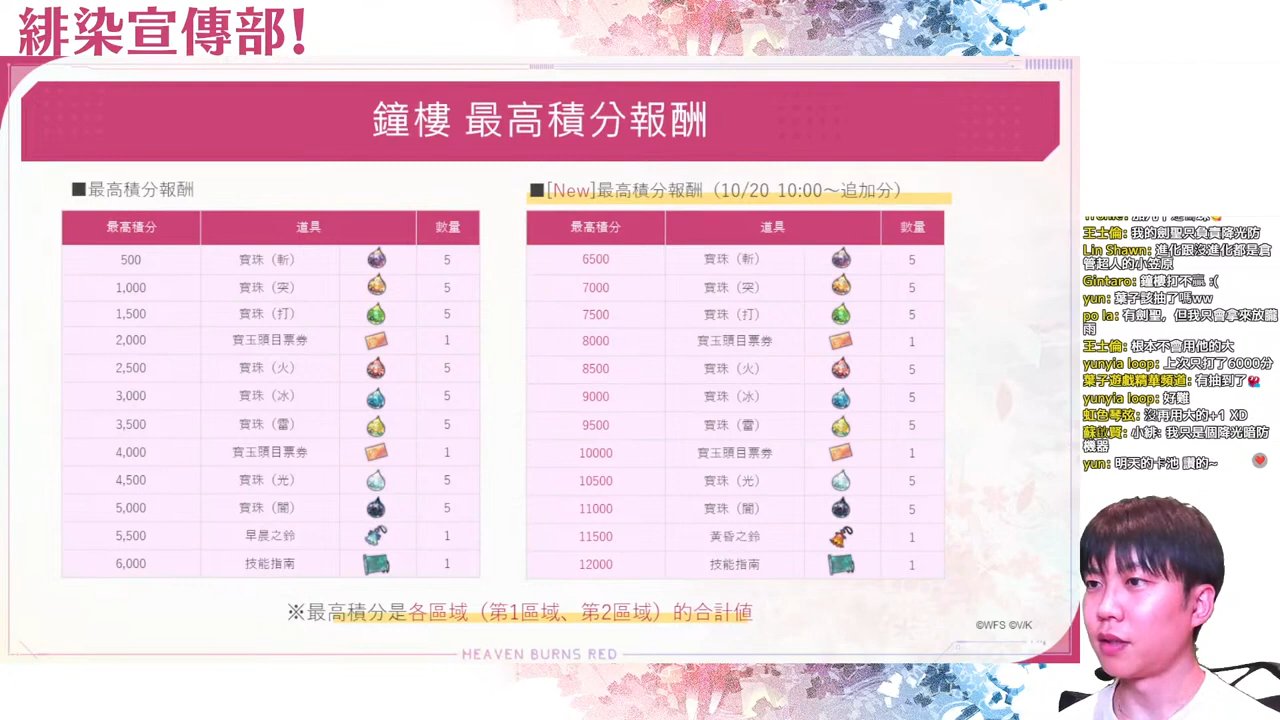 緋染宣傳部!
鐘樓 最高積分報酬
■最高積分報酬
最高積分 道具 數量
500 寶珠（斬） 5
1,000 寶珠（突） 5
1,500 寶珠（打） 5
2,000 寶玉頭目票券 1
2,500 寶珠（火） 5
3,000 寶珠（冰） 5
3,500 寶珠（雷） 5
4,000 寶玉頭目票券 1
4,500 寶珠（光） 5
5,000 寶珠（闇） 5
5,500 早晨之鈴 1
6,000 技能指南 1
■[New]最高積分報酬（10/20 10:00～追加分）
最高積分 道具 數量
6500 寶珠（斬） 5
7000 寶珠（突） 5
7500 寶珠（打） 5
8000 寶玉頭目票券 1
8500 寶珠（火） 5
9000 寶珠（冰） 5
9500 寶珠（雷） 5
10000 寶玉頭目票券 1
10500 寶珠（光） 5
11000 寶珠（闇） 5
11500 黃昏之鈴 1
12000 技能指南 1
※最高積分是各區域（第1區域、第2區域）的合計值
©WFS ©V/K
HEAVEN BURNS RED
王士倫: 我的劍聖只負責降光防
Lin Shawn: 進化跟沒進化都是倉
管超人的小笠原
Gintaro: 鐘樓打不贏 :(
yun: 葉子該抽了嗎ww
po la: 有劍聖，但我只會拿來放龍
雨
王士倫: 根本不會用他的大
yunyia loop: 上次只打了6000分
葉子遊戲精華頻道: 有抽到了
yunyia loop: 好難
虹色琴弦: 沒再用大的+1 XD
蘇啟賢: 小緋: 我只是個降光暗防
機器
yun: 明天的卡池 讚的~